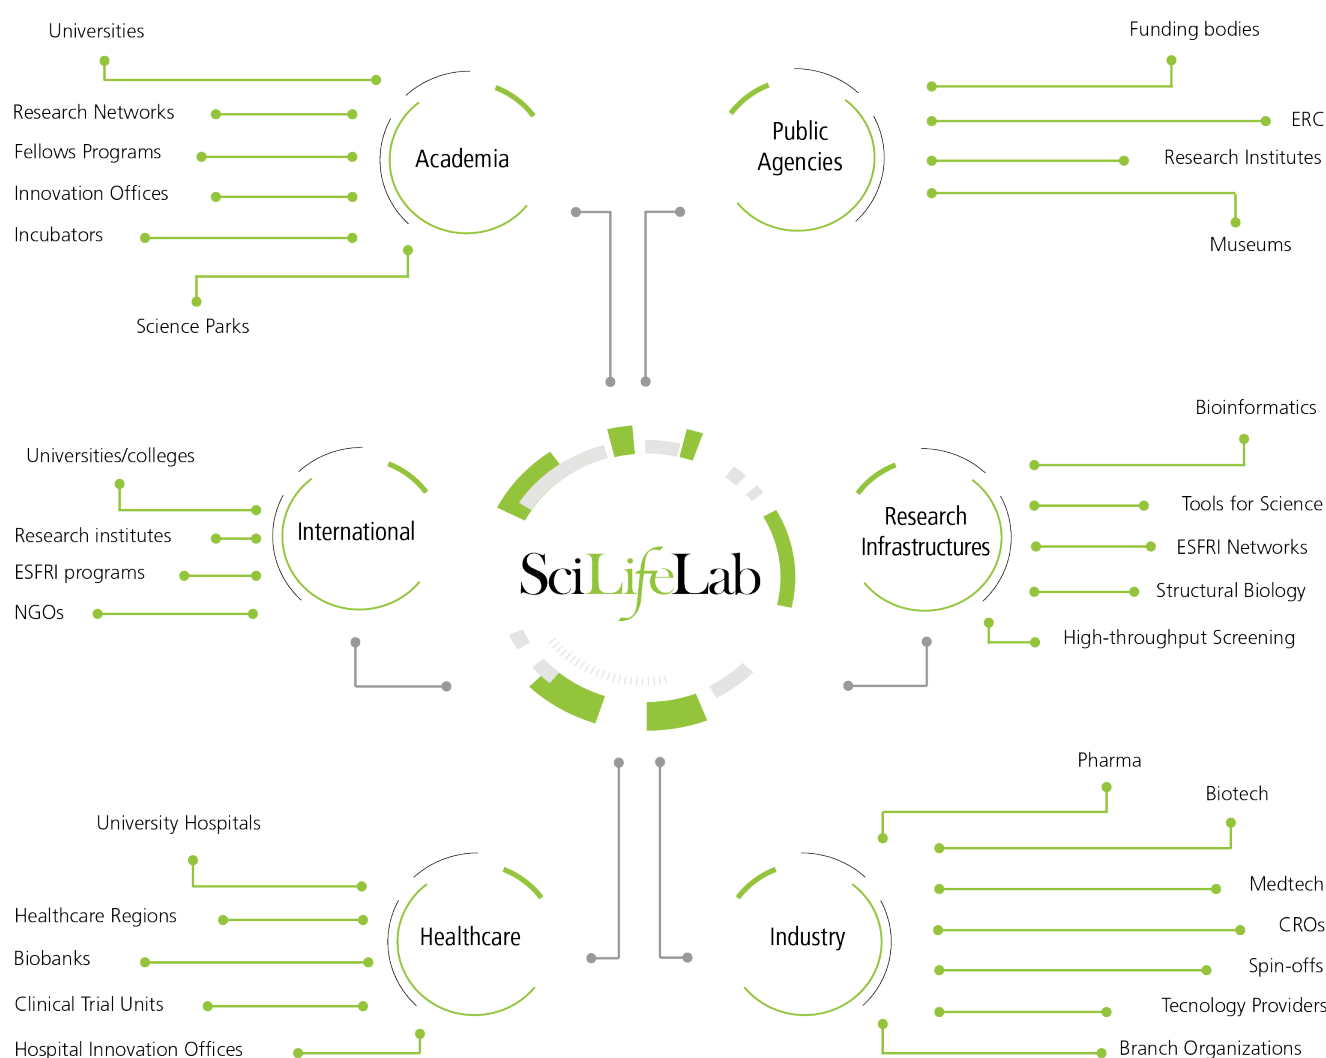 Universities
Research Networks
Fellows Programs
Innovation Offices
Incubators
Science Parks
Academia
Public
Agencies
Funding bodies
ERC
Research Institutes
Museums
Universities/colleges
Research institutes
ESFRI programs
NGOs
International
SciLifeLab
Research
Infrastructures
Bioinformatics
Tools for Science
ESFRI Networks
Structural Biology
High-throughput Screening
University Hospitals
Healthcare Regions
Biobanks
Clinical Trial Units
Hospital Innovation Offices
Healthcare
Industry
Pharma
Biotech
Medtech
CROs
Spin-offs
Tecnology Providers
Branch Organizations